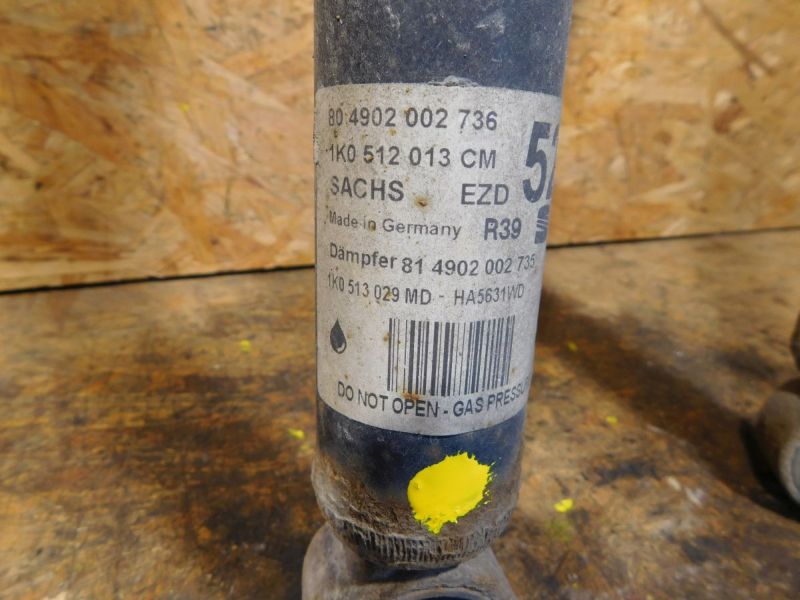 80 4902 002 736
1K0 512 013 CM
SACHS EZD
Made in Germany R39
Dämpfer 81 4902 002 735
1K0 513 029 MD - HA5631WD -
DO NOT OPEN - GAS